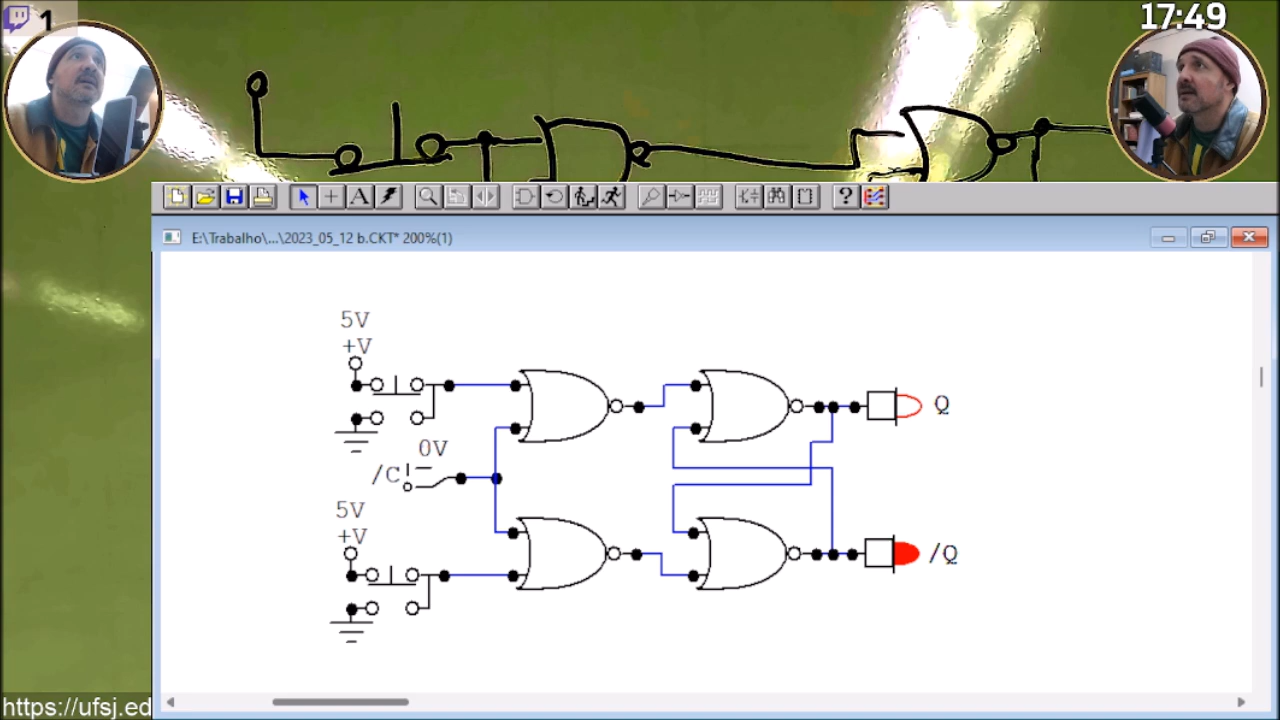 1
17:49
A
?
E:\Trabalho\...\2023_05_12 b.CKT* 200%(1)
5V
+V
Q
0V
/C
5V
+V
/Q
https://ufsj.ed